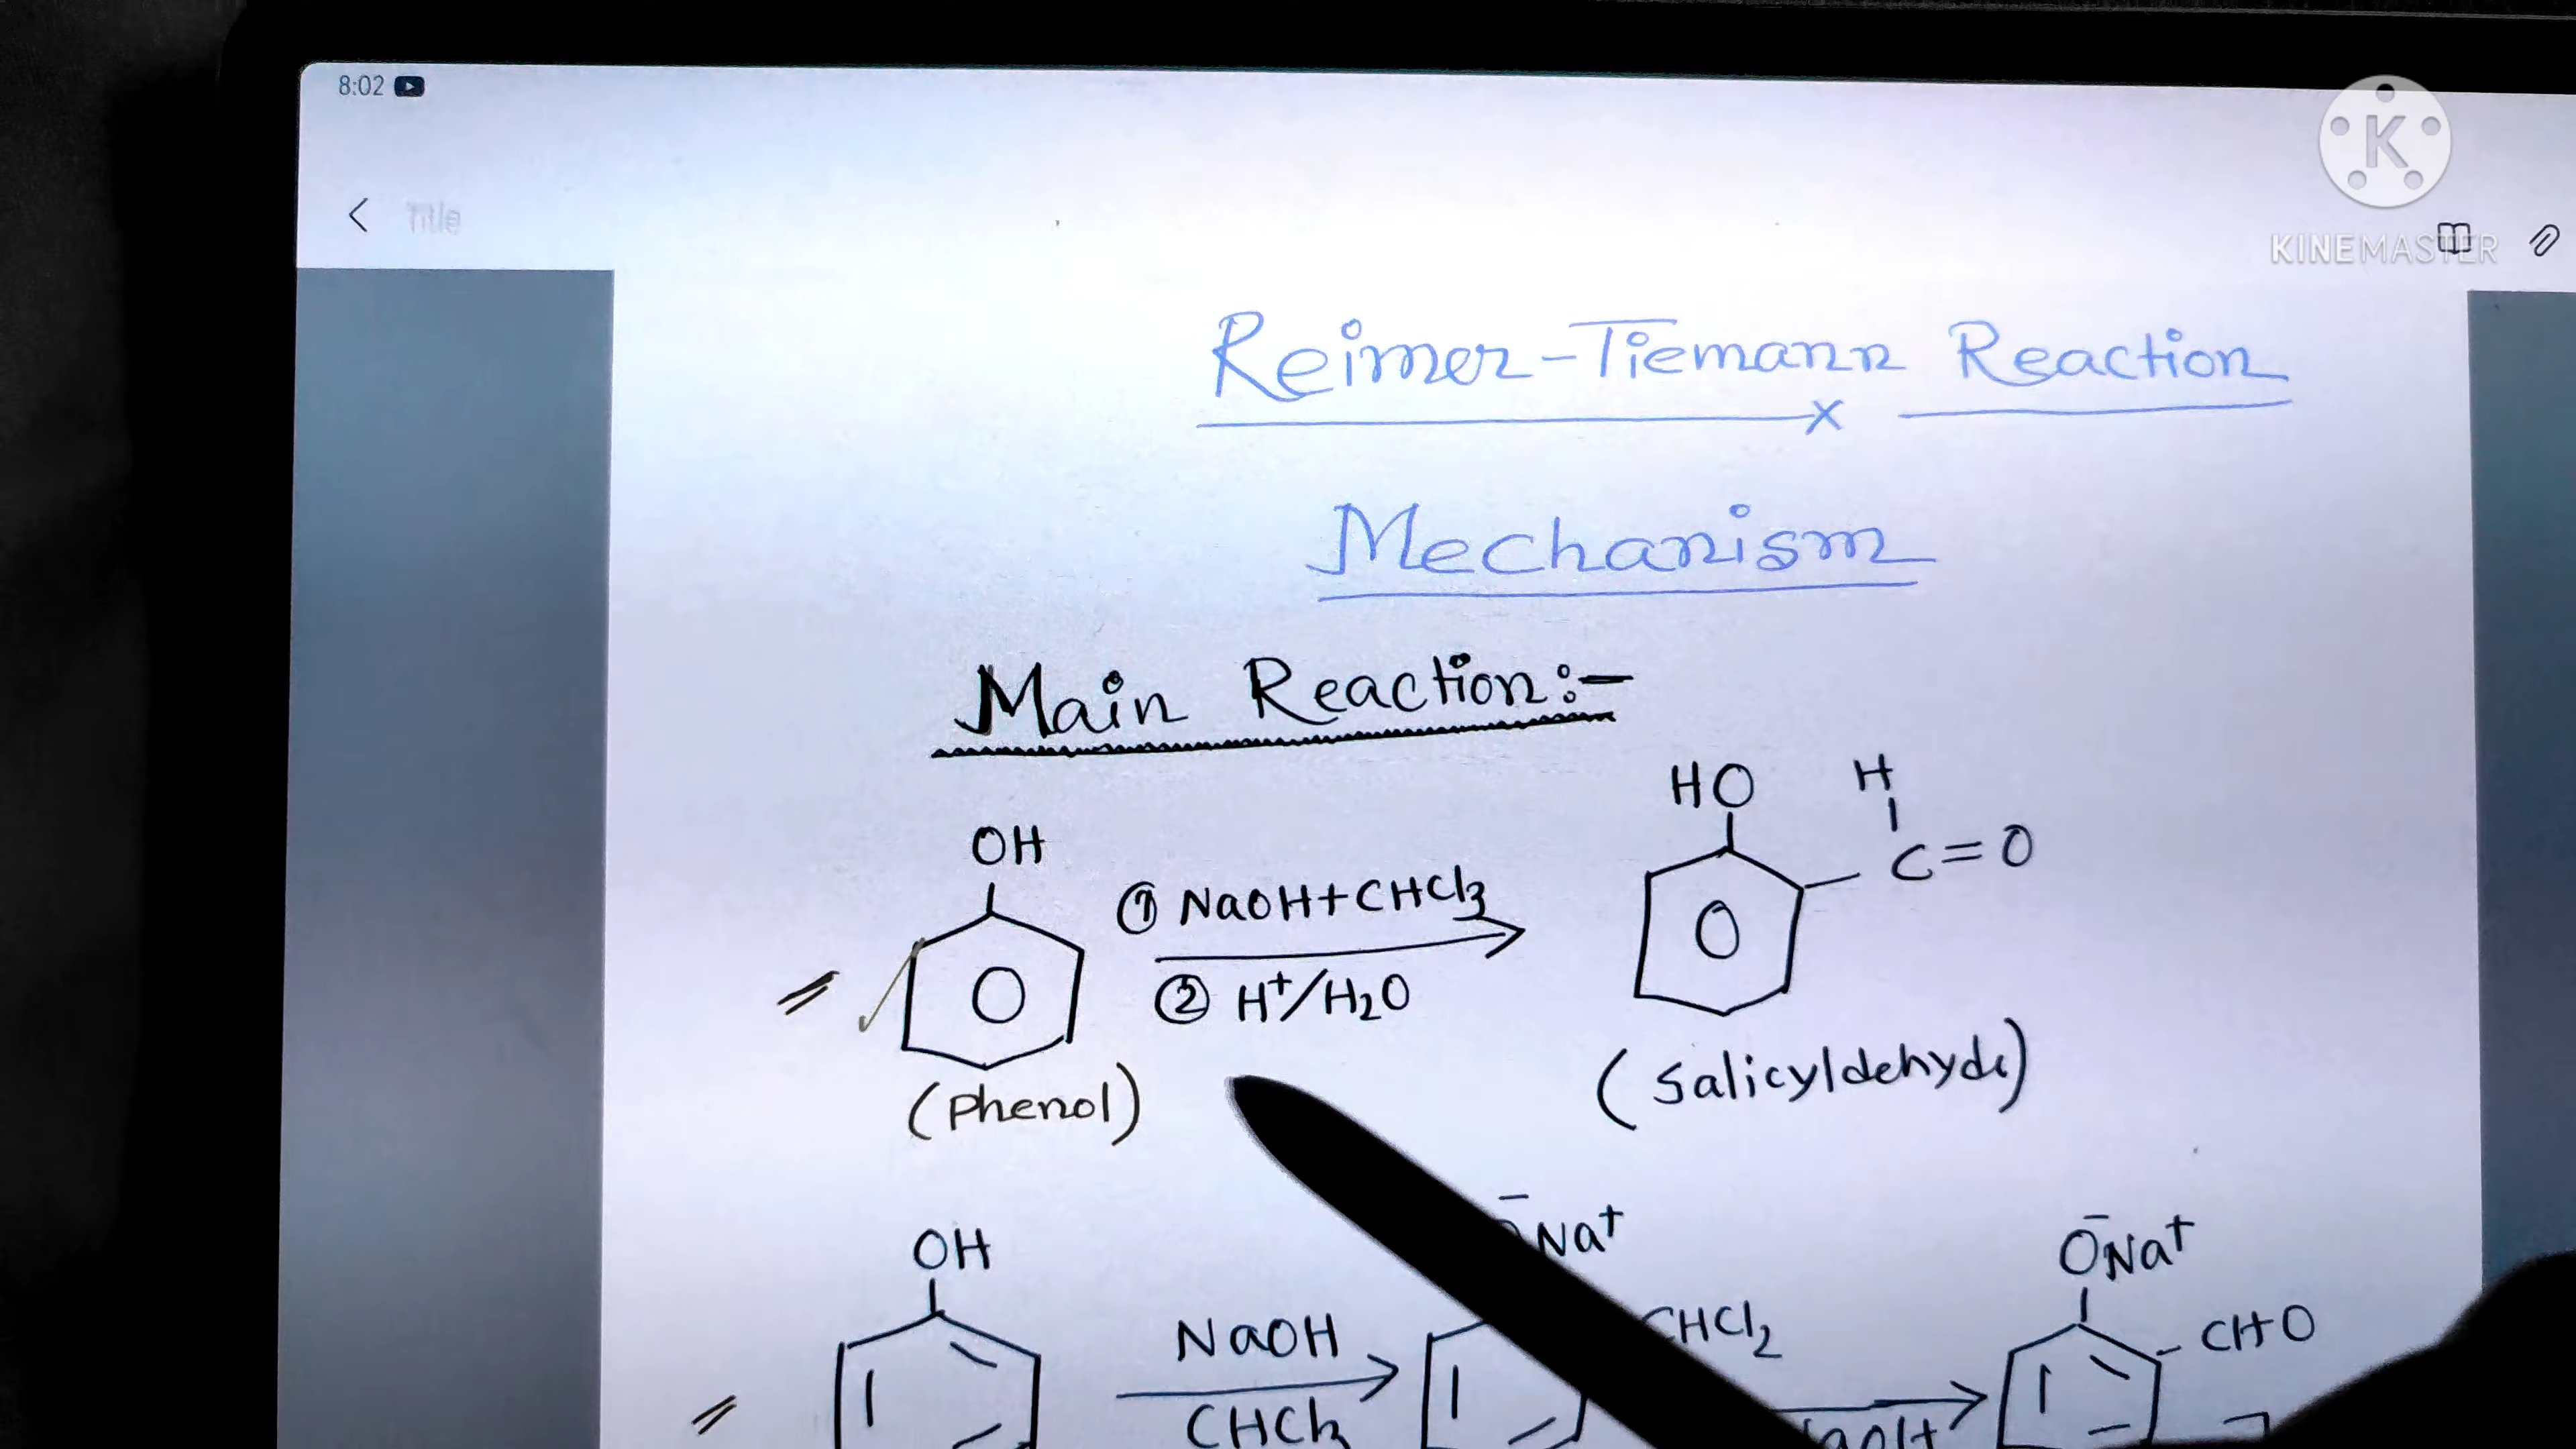 8:02
Title
KINEMASTER
Reimer-Tiemann Reaction
Mechanism
Main Reaction:-
OH
① NaOH+CHCl3
② H+/H2O
(Phenol)
HO
H
C=O
(Salicyldehyde)
OH
NaOH
CHCl3
Na+
CHCl2
ŌNa+
CHO